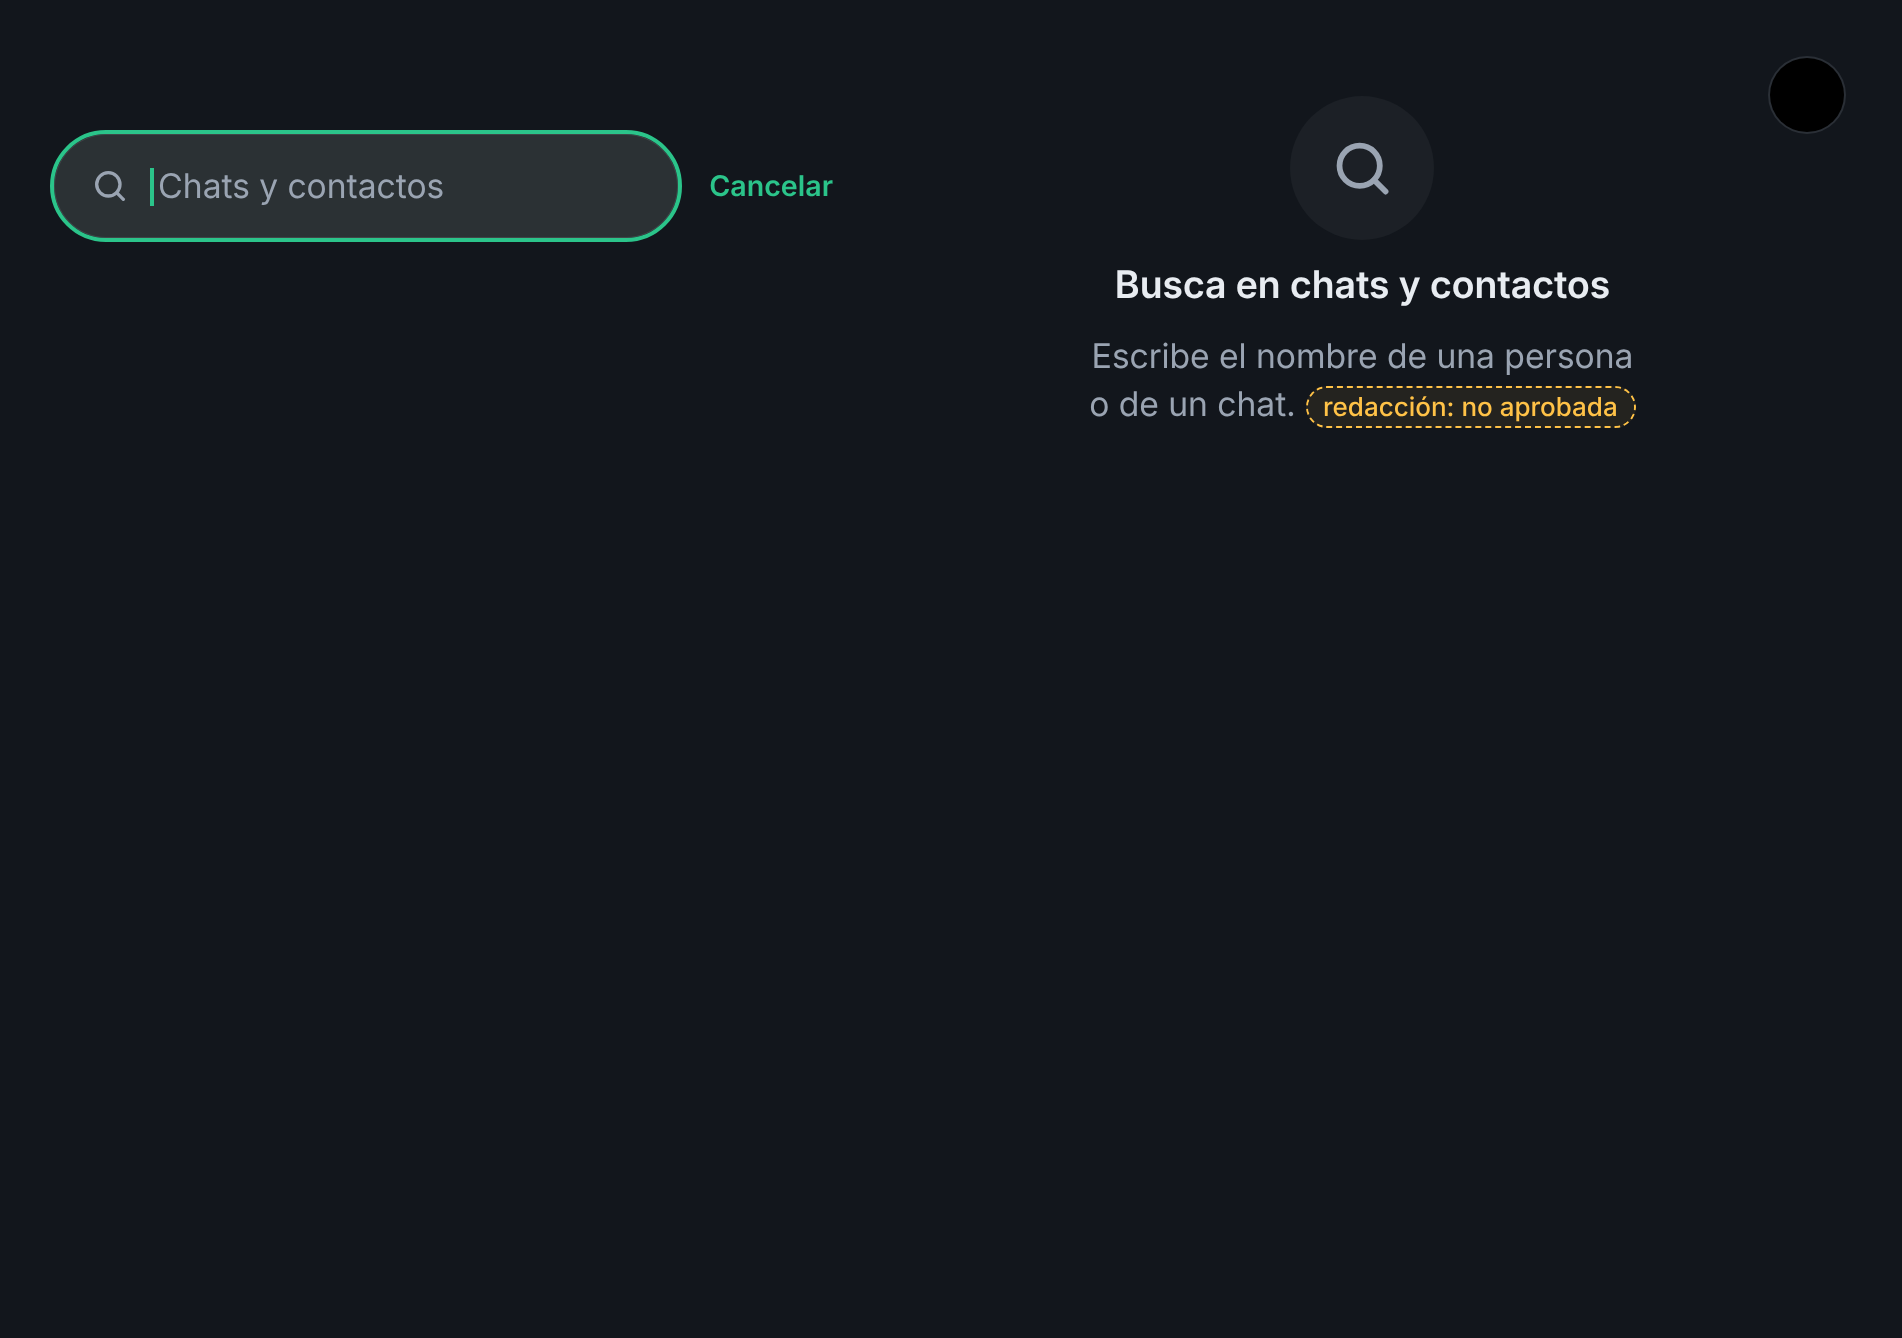 Chats y contactos
Cancelar
Busca en chats y contactos
Escribe el nombre de una persona
o de un chat. redacción: no aprobada